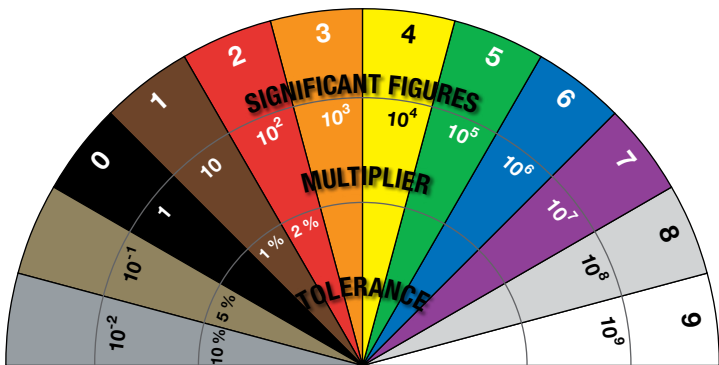 0 1 2 3 4 5 6 7 8 9
SIGNIFICANT FIGURES
10⁻² 10⁻¹ 1 10 10² 10³ 10⁴ 10⁵ 10⁶ 10⁷ 10⁸ 10⁹
MULTIPLIER
10 % 5 % 1 % 2 %
TOLERANCE